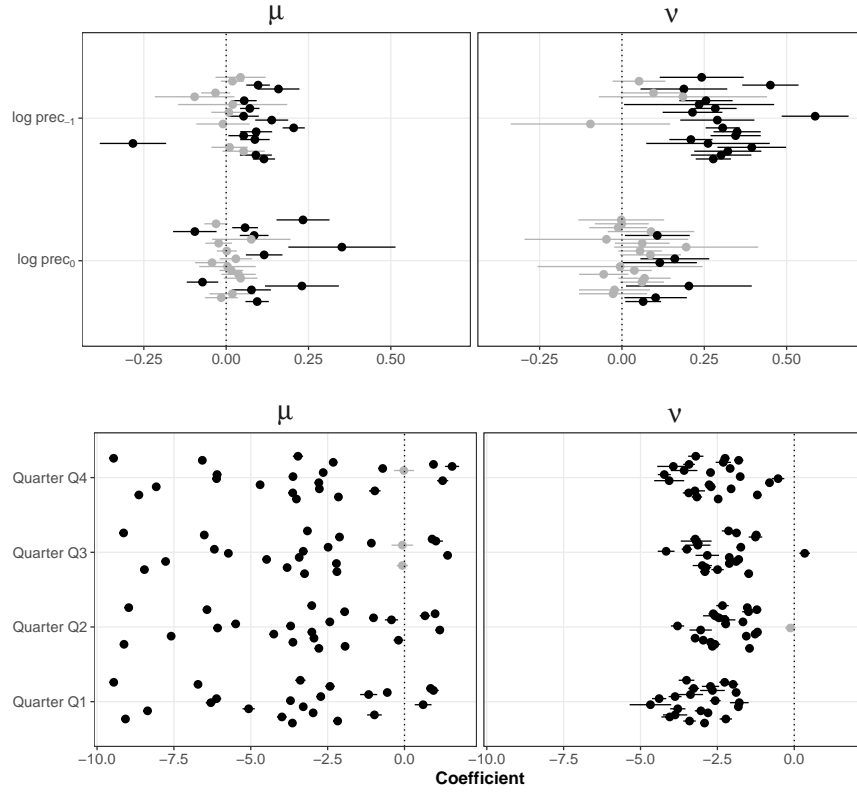 μ ν
log prec₋₁
log prec₀
-0.25 0.00 0.25 0.50 -0.25 0.00 0.25 0.50
μ ν
Quarter Q4
Quarter Q3
Quarter Q2
Quarter Q1
-10.0 -7.5 -5.0 -2.5 0.0 -10.0 -7.5 -5.0 -2.5 0.0
Coefficient